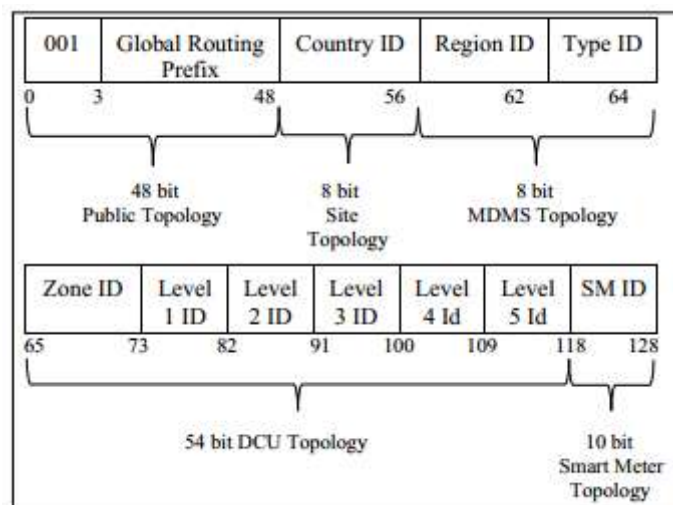 001 Global Routing Prefix Country ID Region ID Type ID
0 3 48 56 62 64
48 bit
Public Topology
8 bit
Site
Topology
8 bit
MDMS Topology
Zone ID Level 1 ID Level 2 ID Level 3 ID Level 4 Id Level 5 Id SM ID
65 73 82 91 100 109 118 128
54 bit DCU Topology
10 bit
Smart Meter
Topology